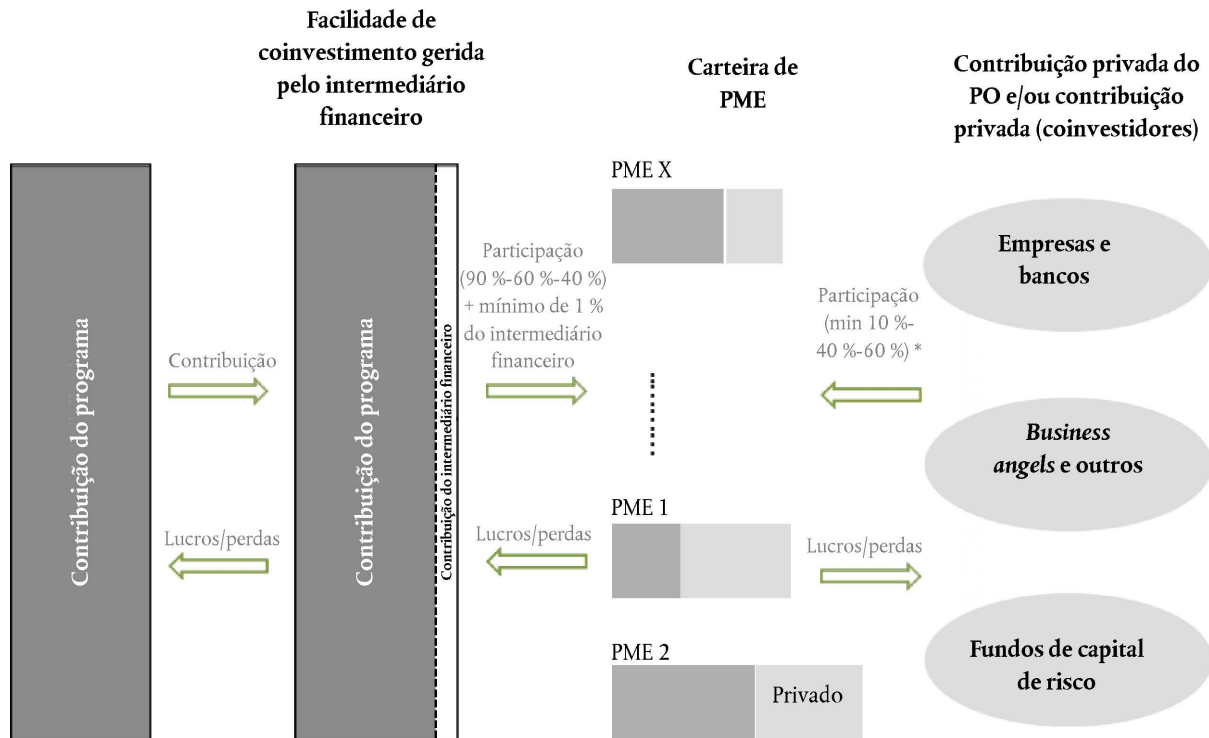 Facilidade de
coinvestimento gerida
pelo intermediário
financeiro
Carteira de
PME
Contribuição privada do
PO e/ou contribuição
privada (coinvestidores)
Contribuição do programa
Contribuição
Lucros/perdas
Contribuição do programa
Contribuição do intermediário financeiro
Participação
(90 %-60 %-40 %)
+ mínimo de 1 %
do intermediário
financeiro
Lucros/perdas
PME X
PME 1
PME 2
Privado
Participação
(min 10 %-
40 %-60 %) *
Lucros/perdas
Empresas e
bancos
Business
angels e outros
Fundos de capital
de risco